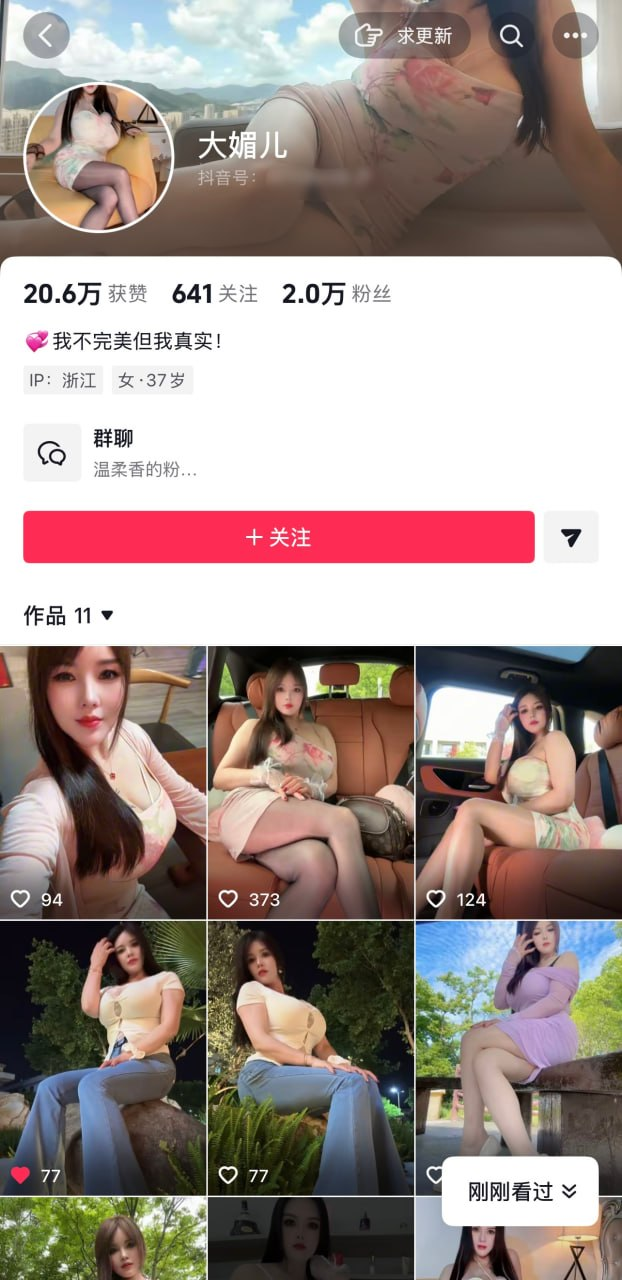 求更新
大媚儿
抖音号：
20.6万 获赞 641 关注 2.0万 粉丝
💞我不完美但我真实！
IP：浙江 女·37岁
群聊
温柔香的粉...
+ 关注
作品 11
94
373
124
77
77
刚刚看过